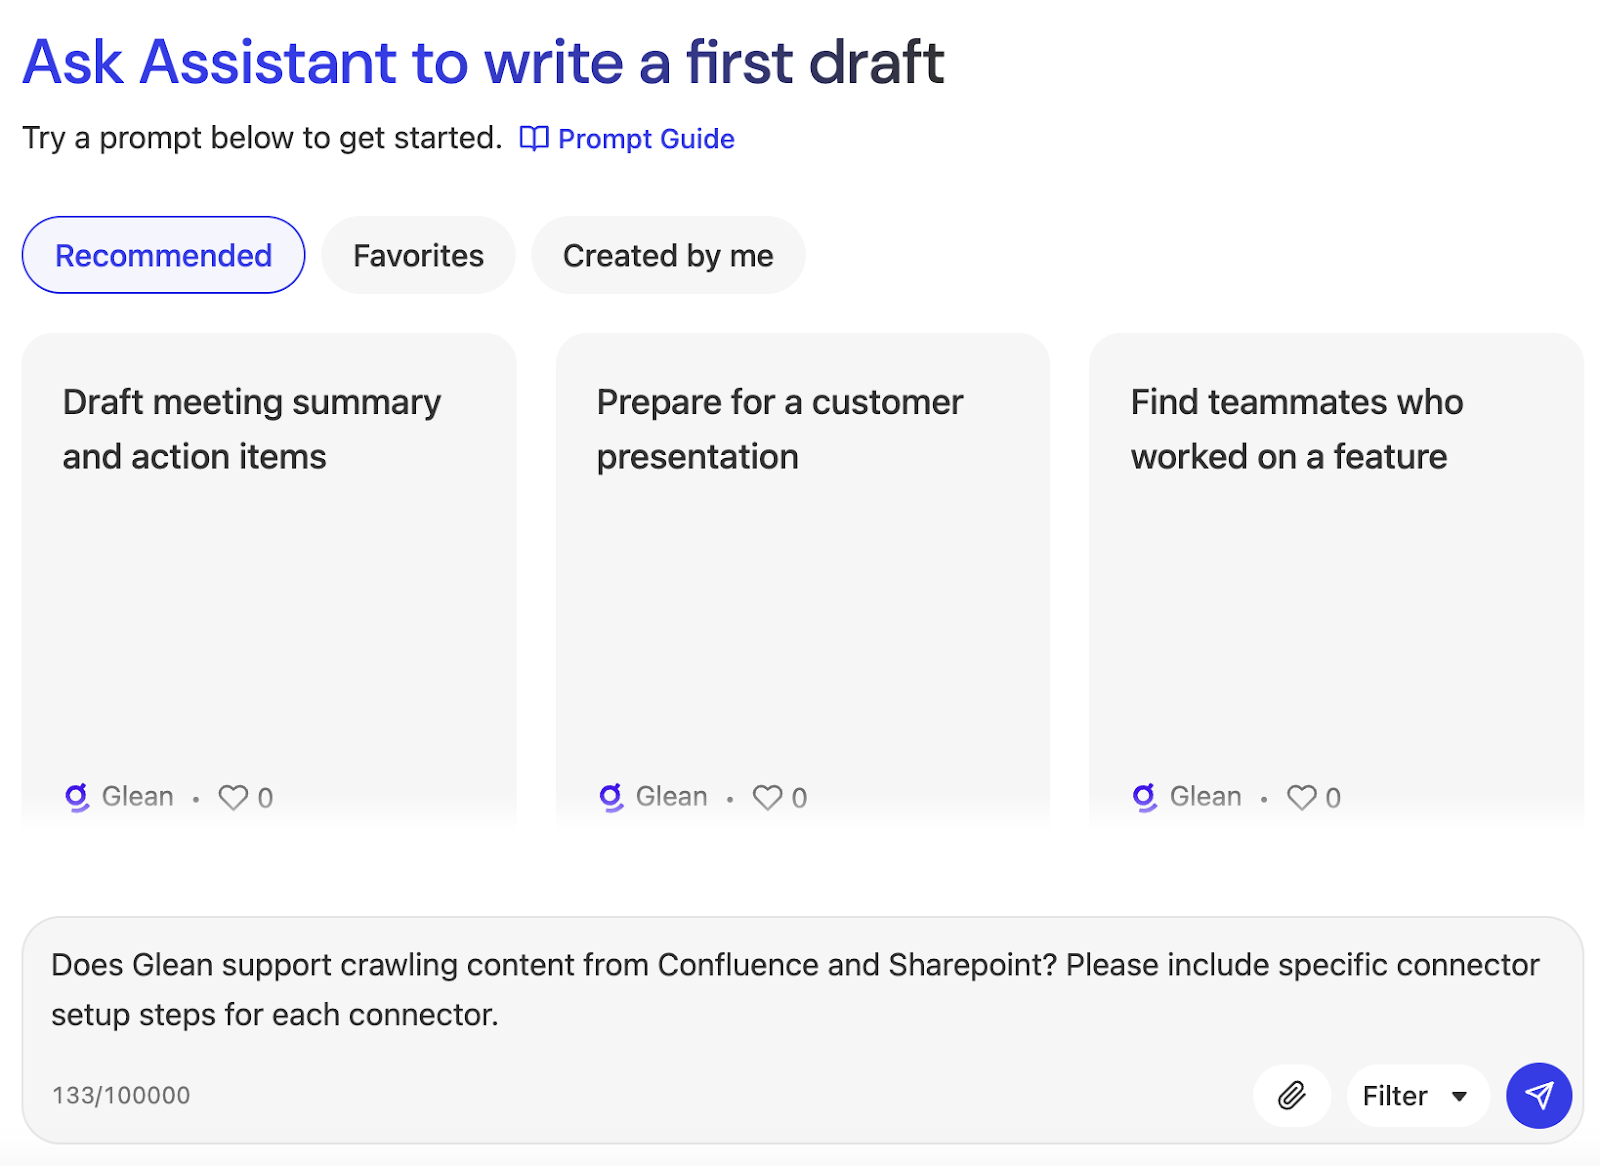 Ask Assistant to write a first draft
Try a prompt below to get started. Prompt Guide
Recommended Favorites Created by me
Draft meeting summary
and action items
Glean • 0
Prepare for a customer
presentation
Glean • 0
Find teammates who
worked on a feature
Glean • 0
Does Glean support crawling content from Confluence and Sharepoint? Please include specific connector
setup steps for each connector.
133/100000
Filter